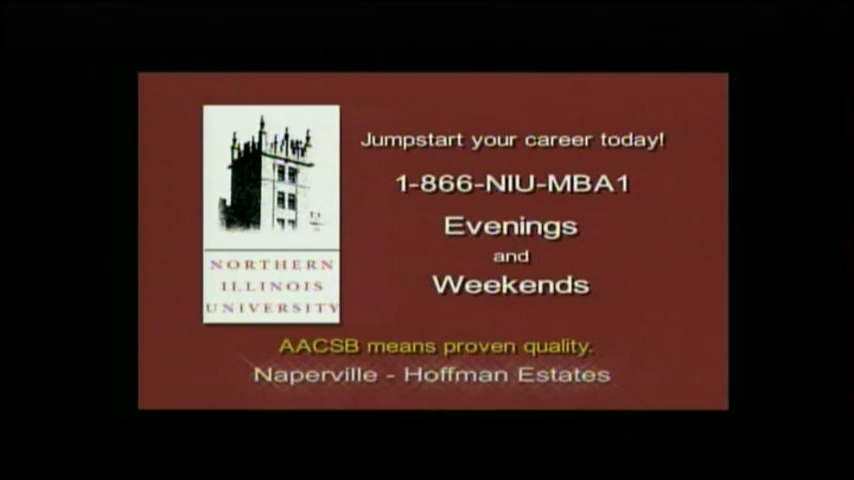 NORTHERN
ILLINOIS
UNIVERSITY
Jumpstart your career today!
1-866-NIU-MBA1
Evenings
and
Weekends
AACSB means proven quality.
Naperville - Hoffman Estates